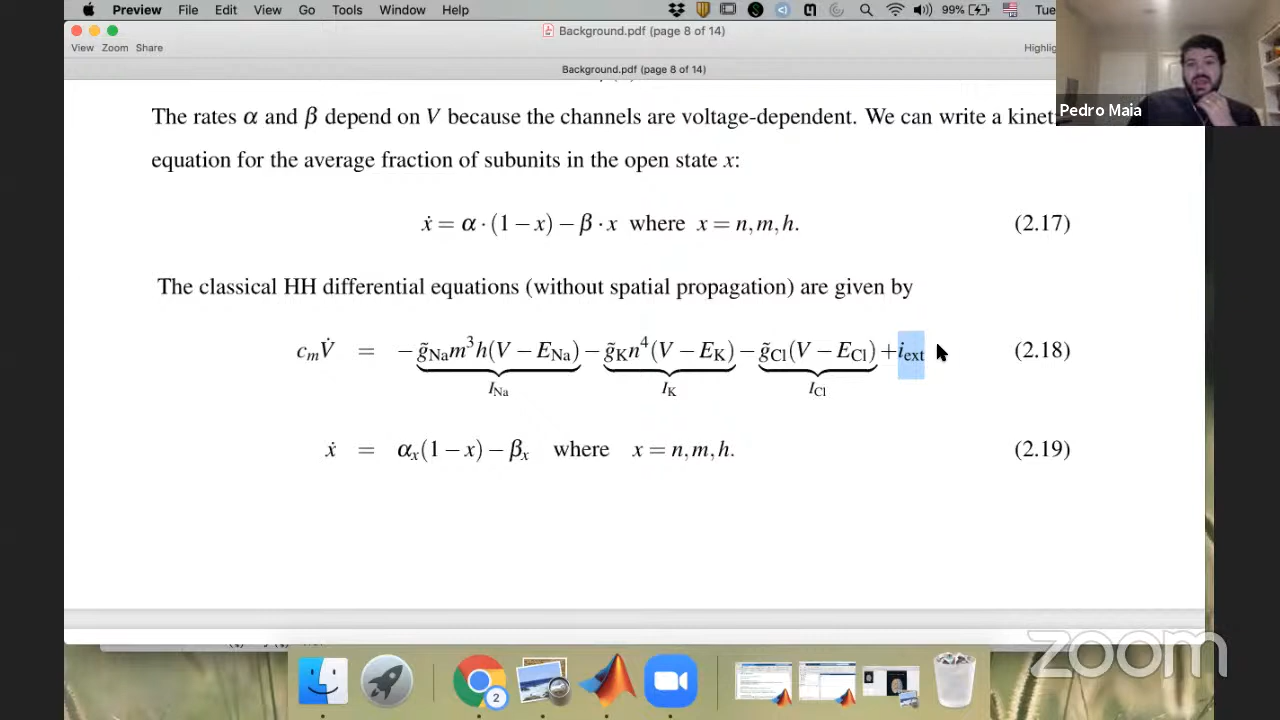 Preview File Edit View Go Tools Window Help 99% Tue
Background.pdf (page 8 of 14)
View Zoom Share Highlig
Background.pdf (page 8 of 14)
Pedro Maia
The rates α and β depend on V because the channels are voltage-dependent. We can write a kinet
equation for the average fraction of subunits in the open state x:
ẋ = α · (1 − x) − β · x where x = n, m, h. (2.17)
The classical HH differential equations (without spatial propagation) are given by
c_m V̇ = − g̃_Na m³h(V − E_Na) − g̃_K n⁴(V − E_K) − g̃_Cl(V − E_Cl) + i_ext (2.18)
I_Na I_K I_Cl
ẋ = α_x(1 − x) − β_x where x = n, m, h. (2.19)
zoom
2